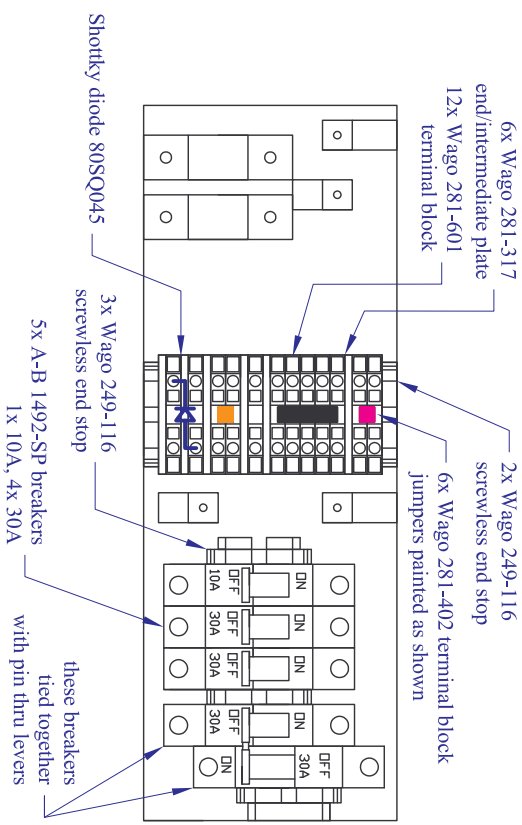 6x Wago 281-317
end/intermediate plate
12x Wago 281-601
terminal block
2x Wago 249-116
screwless end stop
6x Wago 281-402 terminal block
jumpers painted as shown
Shottky diode 80SQ045
3x Wago 249-116
screwless end stop
5x A-B 1492-SP breakers
1x 10A, 4x 30A
these breakers
tied together
with pin thru levers
ON
OFF
10A
ON
OFF
30A
ON
OFF
30A
ON
OFF
30A
OFF
30A
ON